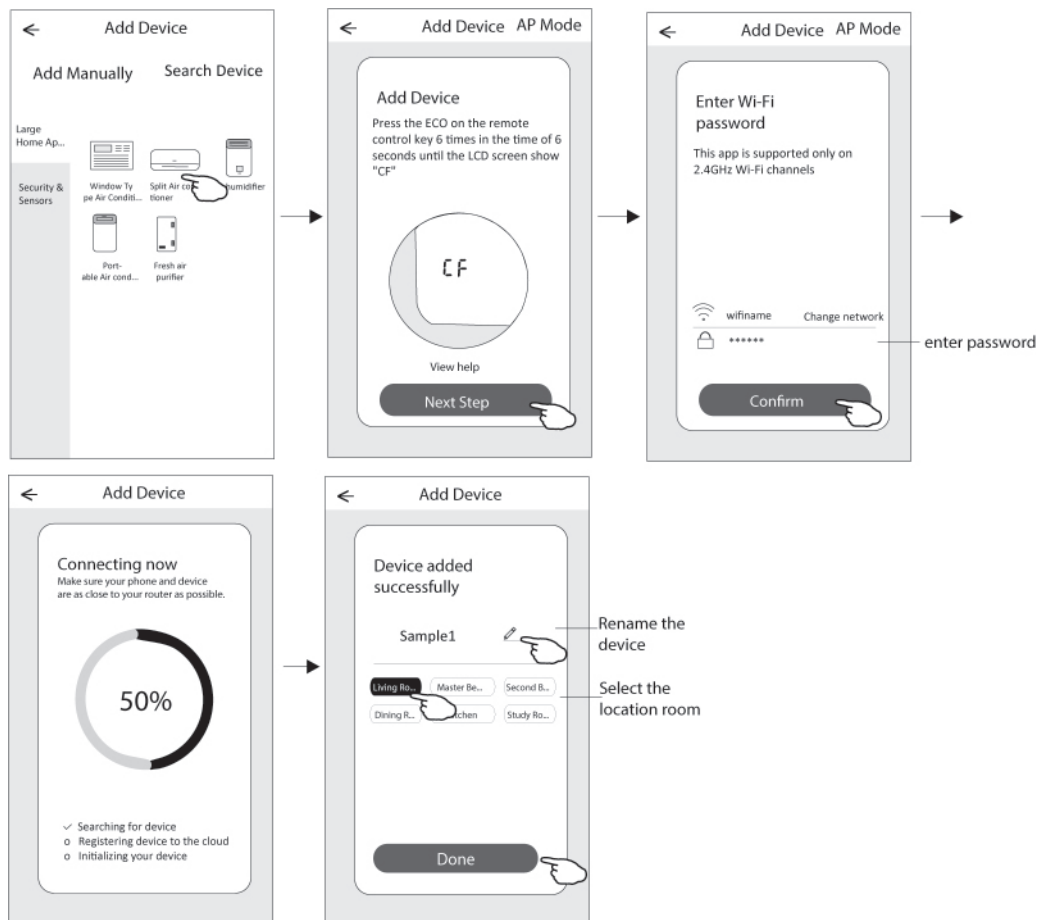 Add Device
Add Manually
Search Device
Large
Home Ap...
Security &
Sensors
Window Ty
pe Air Conditi...
Split Air co
tioner
humidifier
Port-
able Air cond...
Fresh air
purifier
Add Device AP Mode
Add Device
Press the ECO on the remote
control key 6 times in the time of 6
seconds until the LCD screen show
"CF"
CF
View help
Next Step
Add Device AP Mode
Enter Wi-Fi
password
This app is supported only on
2.4GHz Wi-Fi channels
wifiname
Change network
******
enter password
Confirm
Add Device
Connecting now
Make sure your phone and device
are as close to your router as possible.
50%
Searching for device
Registering device to the cloud
Initializing your device
Add Device
Device added
successfully
Sample1
Rename the
device
Living Ro...
Master Be...
Second B...
Dining R...
tchen
Study Ro...
Select the
location room
Done